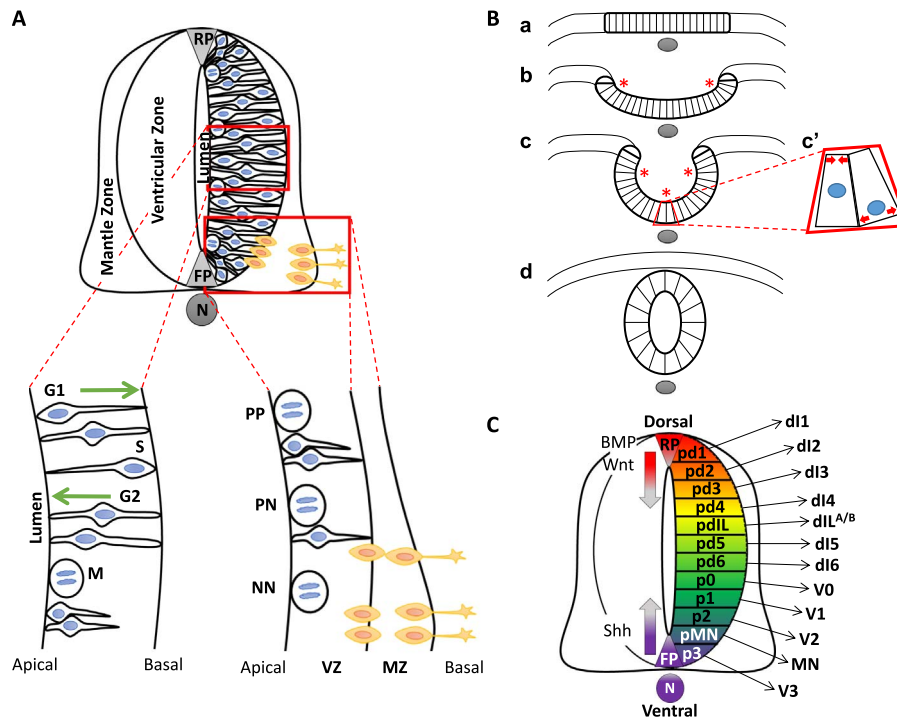 A
RP
Mantle Zone
Ventricular Zone
Lumen
FP
N
G1
S
G2
Lumen
M
Apical
Basal
PP
PN
NN
Apical
VZ
MZ
Basal
B
a
b
*
*
c
c’
*
*
*
d
C
Dorsal
BMP
Wnt
Shh
RP
pd1
pd2
pd3
pd4
pdIL
pd5
pd6
p0
p1
p2
pMN
p3
FP
N
Ventral
dI1
dI2
dI3
dI4
dILA/B
dI5
dI6
V0
V1
V2
MN
V3